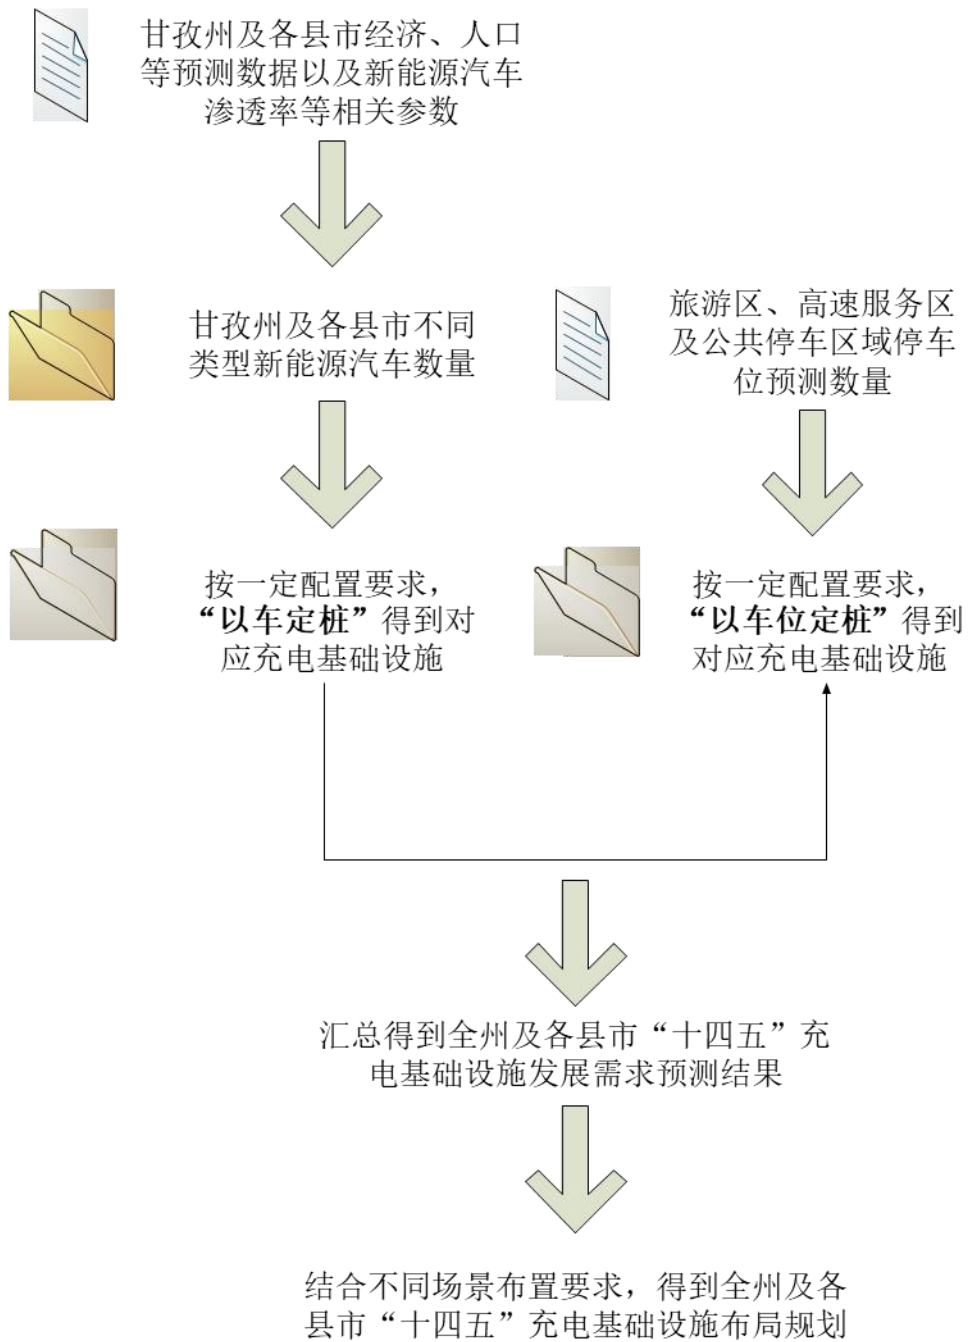 甘孜州及各县市经济、人口
等预测数据以及新能源汽车
渗透率等相关参数
甘孜州及各县市不同
类型新能源汽车数量
旅游区、高速服务区
及公共停车区域停车
位预测数量
按一定配置要求，
“以车定桩”得到对
应充电基础设施
按一定配置要求，
“以车位定桩”得到
对应充电基础设施
汇总得到全州及各县市“十四五”充
电基础设施发展需求预测结果
结合不同场景布置要求，得到全州及各
县市“十四五”充电基础设施布局规划